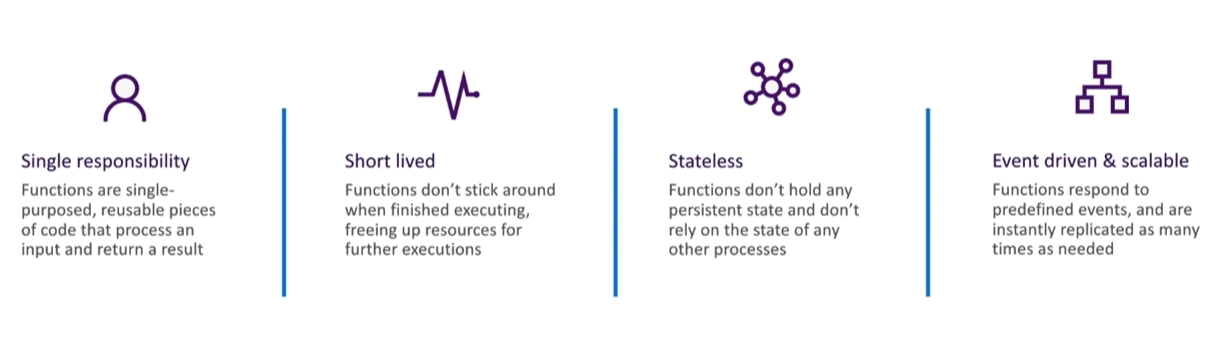 Single responsibility
Functions are single-
purposed, reusable pieces
of code that process an
input and return a result
Short lived
Functions don't stick around
when finished executing,
freeing up resources for
further executions
Stateless
Functions don't hold any
persistent state and don't
rely on the state of any
other processes
Event driven & scalable
Functions respond to
predefined events, and are
instantly replicated as many
times as needed